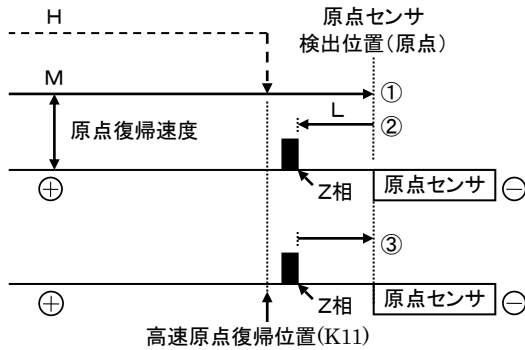 原点センサ
検出位置(原点)
H
M
①
L
②
原点復帰速度
Z相
原点センサ
⊕
⊖
③
Z相
原点センサ
⊕
⊖
高速原点復帰位置(K11)